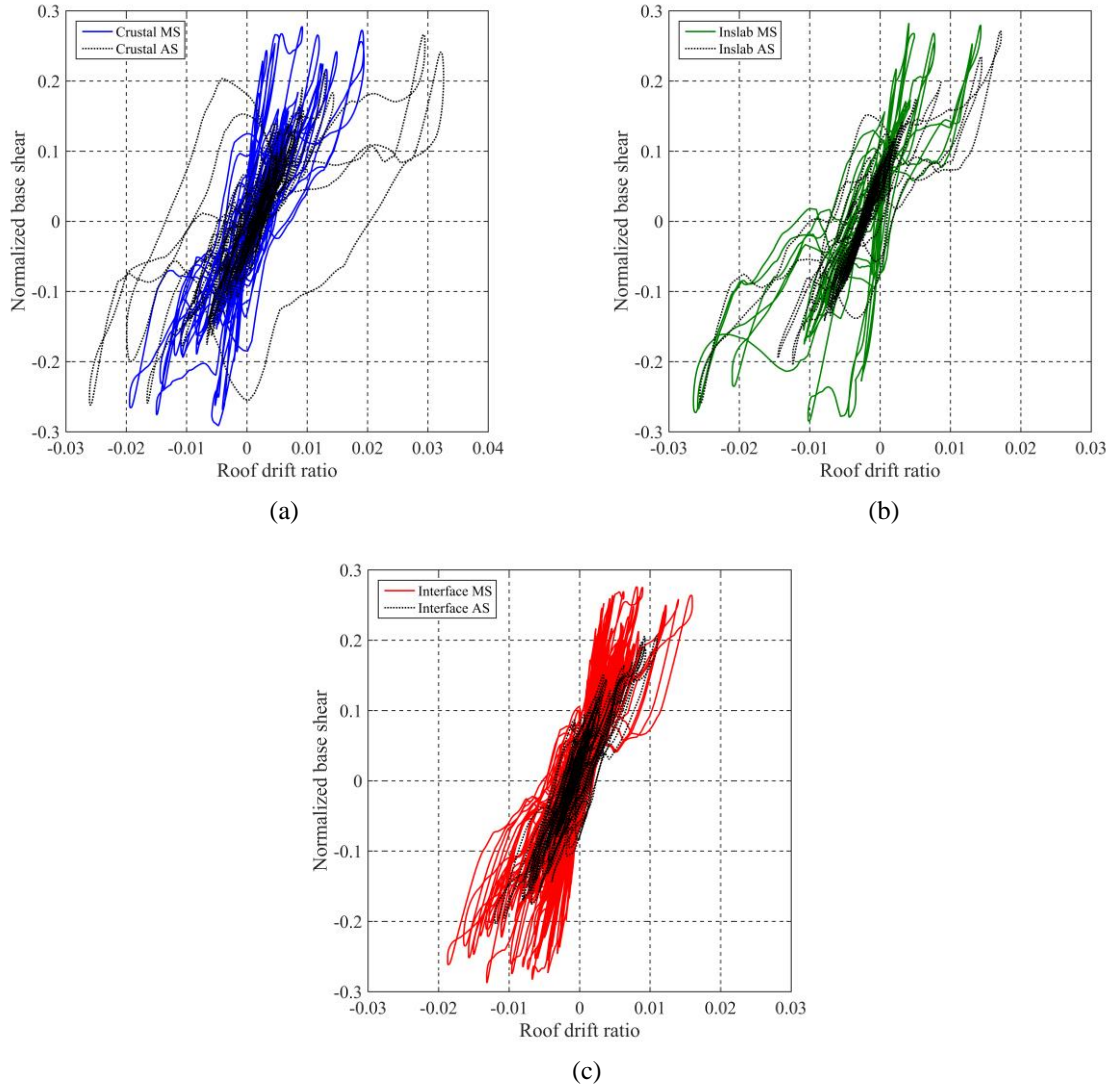 Crustal MS
Crustal AS
0.3
0.2
0.1
0
-0.1
-0.2
-0.3
Normalized base shear
-0.03 -0.02 -0.01 0 0.01 0.02 0.03 0.04
Roof drift ratio
(a)
Inslab MS
Inslab AS
0.3
0.2
0.1
0
-0.1
-0.2
-0.3
Normalized base shear
-0.03 -0.02 -0.01 0 0.01 0.02 0.03
Roof drift ratio
(b)
Interface MS
Interface AS
0.3
0.2
0.1
0
-0.1
-0.2
-0.3
Normalized base shear
-0.03 -0.02 -0.01 0 0.01 0.02 0.03
Roof drift ratio
(c)